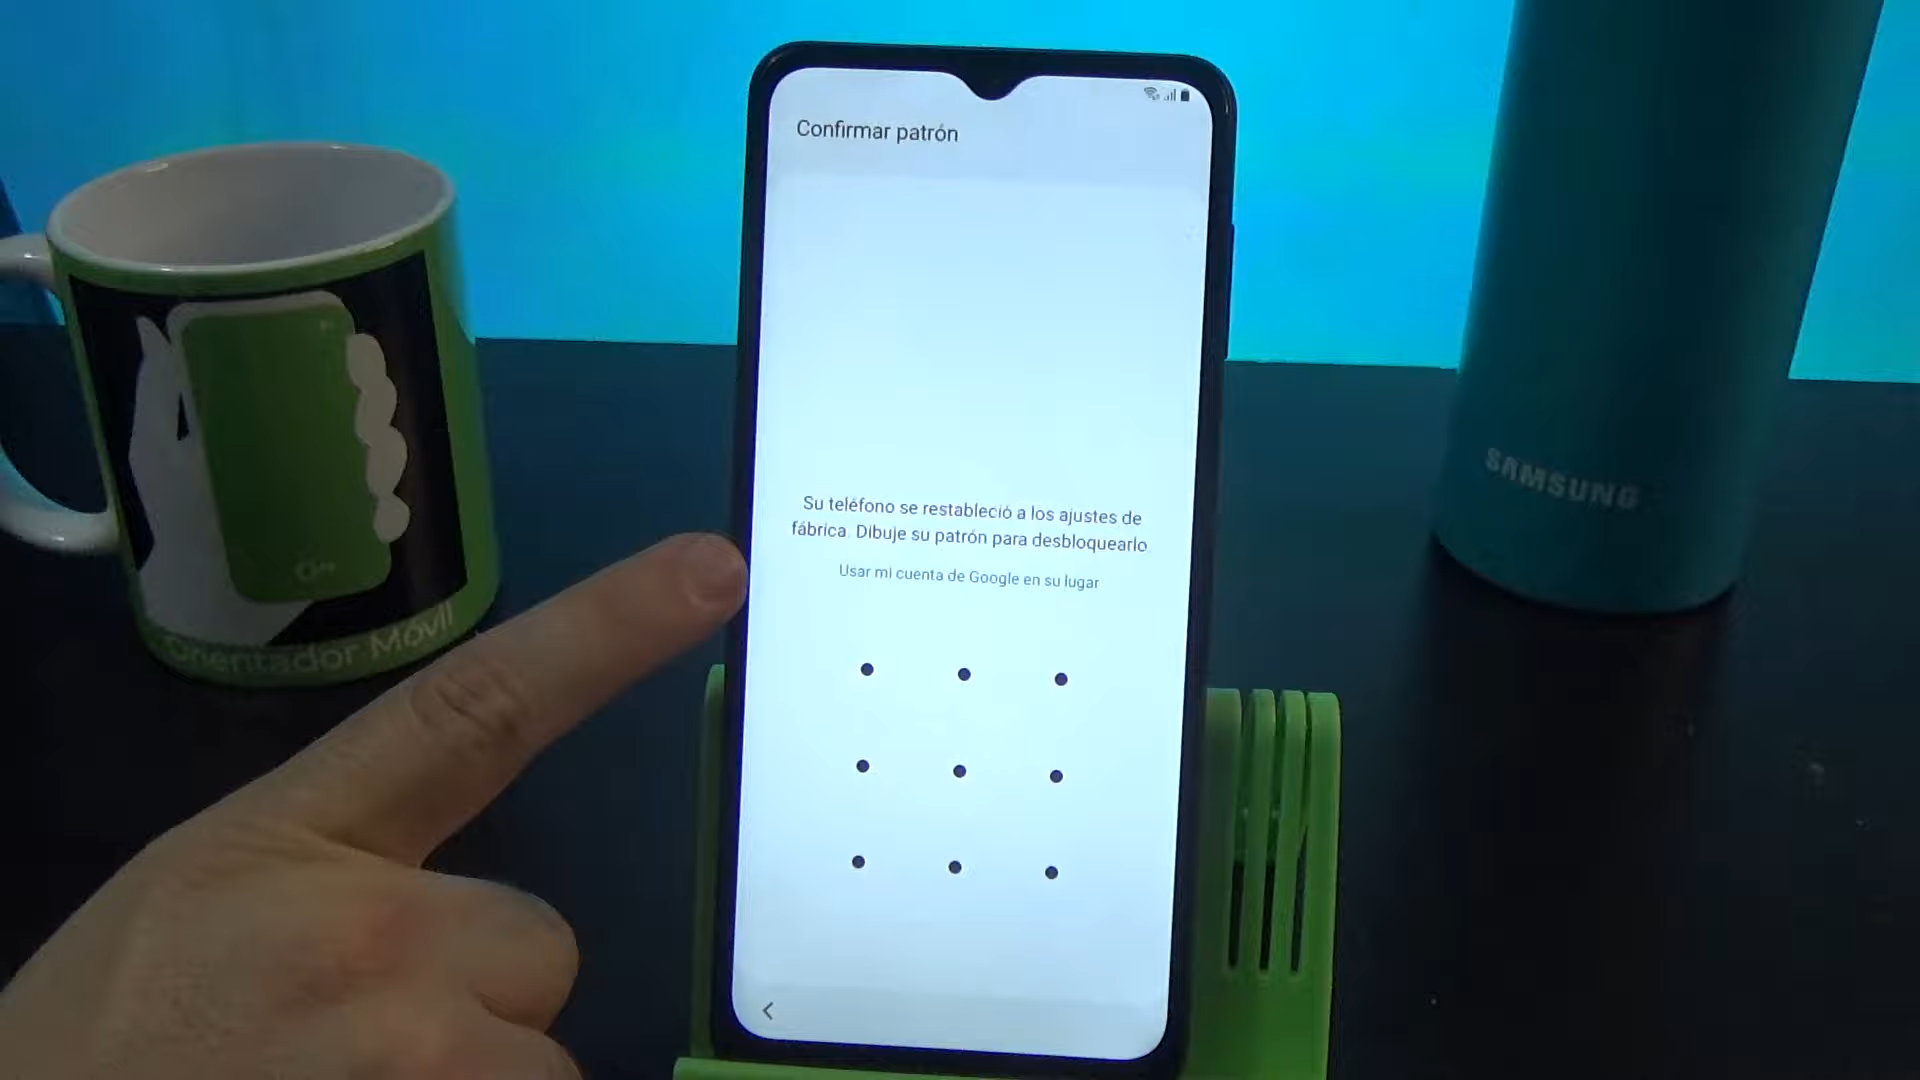 Confirmar patrón
Su teléfono se restableció a los ajustes de
fábrica. Dibuje su patrón para desbloquearlo
Usar mi cuenta de Google en su lugar
SAMSUNG
Orientador Móvil